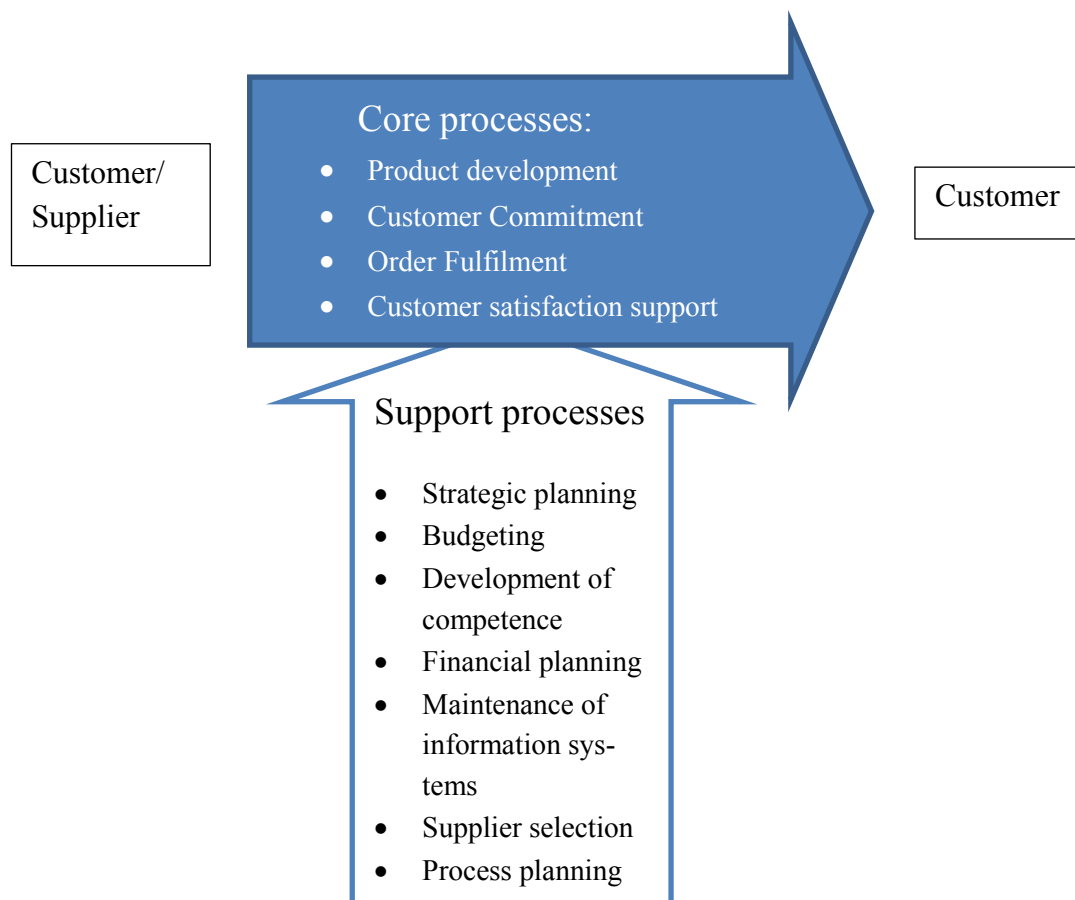 Customer/
Supplier
Core processes:
• Product development
• Customer Commitment
• Order Fulfilment
• Customer satisfaction support
Customer
Support processes
• Strategic planning
• Budgeting
• Development of
competence
• Financial planning
• Maintenance of
information sys-
tems
• Supplier selection
• Process planning